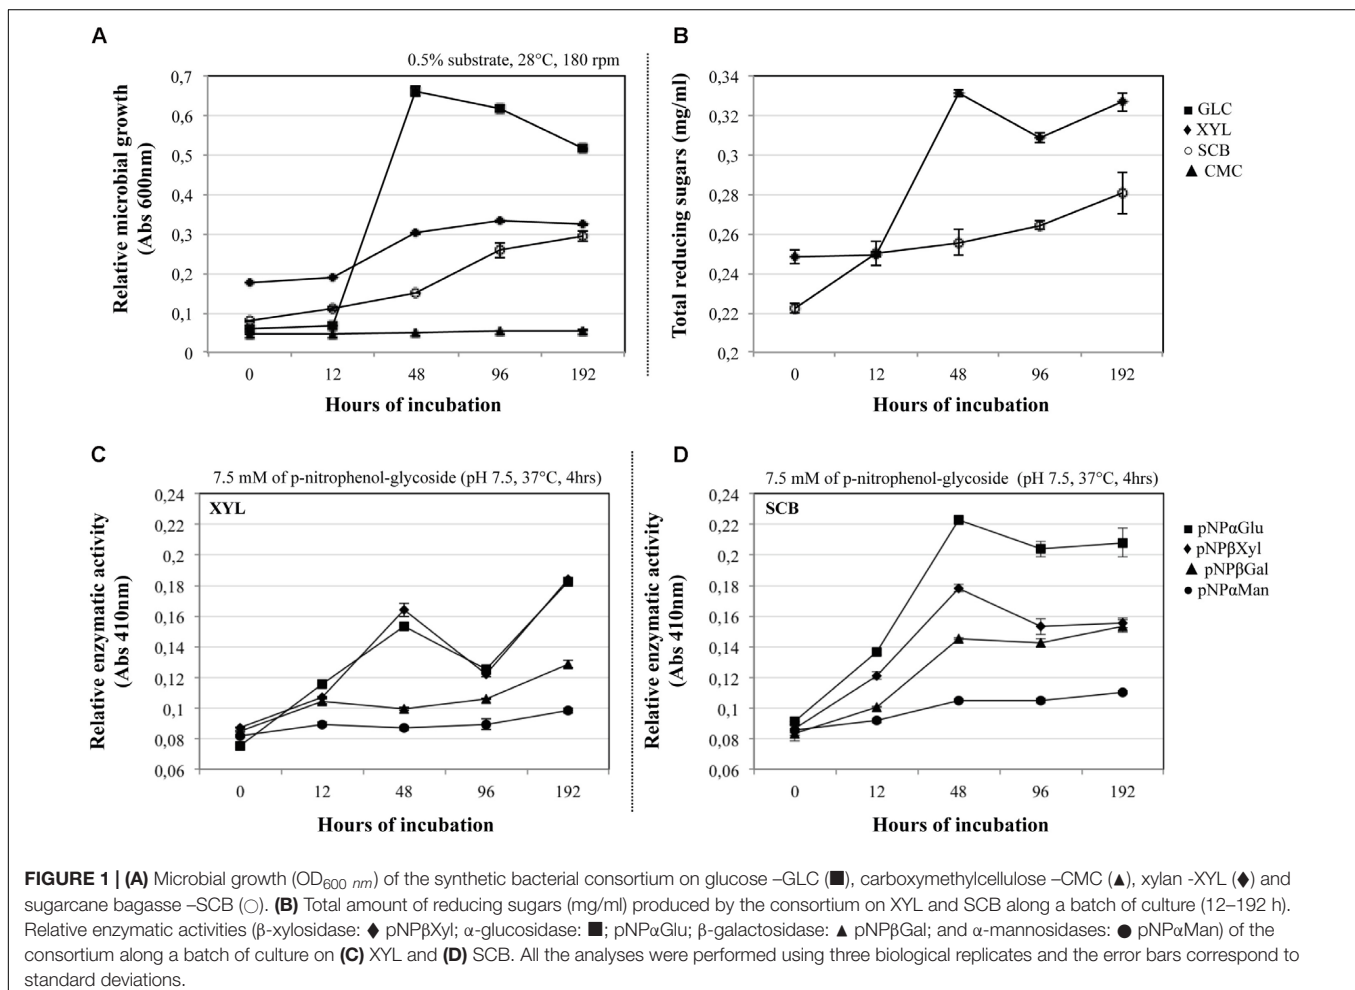 A
0.5% substrate, 28°C, 180 rpm
Relative microbial growth
(Abs 600nm)
0,7
0,6
0,5
0,4
0,3
0,2
0,1
0
0 12 48 96 192
Hours of incubation
B
Total reducing sugars (mg/ml)
0,34
0,32
0,3
0,28
0,26
0,24
0,22
0,2
0 12 48 96 192
Hours of incubation
GLC
XYL
SCB
CMC
C
7.5 mM of p-nitrophenol-glycoside (pH 7.5, 37°C, 4hrs)
XYL
Relative enzymatic activity
(Abs 410nm)
0,24
0,22
0,2
0,18
0,16
0,14
0,12
0,1
0,08
0,06
0 12 48 96 192
Hours of incubation
D
7.5 mM of p-nitrophenol-glycoside (pH 7.5, 37°C, 4hrs)
SCB
Relative enzymatic activity
(Abs 410nm)
0,24
0,22
0,2
0,18
0,16
0,14
0,12
0,1
0,08
0,06
0 12 48 96 192
Hours of incubation
pNPαGlu
pNPβXyl
pNPβGal
pNPαMan
FIGURE 1 | (A) Microbial growth (OD600 nm) of the synthetic bacterial consortium on glucose –GLC (■), carboxymethylcellulose –CMC (▲), xylan -XYL (♦) and
sugarcane bagasse –SCB (○). (B) Total amount of reducing sugars (mg/ml) produced by the consortium on XYL and SCB along a batch of culture (12–192 h).
Relative enzymatic activities (β-xylosidase: ♦ pNPβXyl; α-glucosidase: ■; pNPαGlu; β-galactosidase: ▲ pNPβGal; and α-mannosidases: ● pNPαMan) of the
consortium along a batch of culture on (C) XYL and (D) SCB. All the analyses were performed using three biological replicates and the error bars correspond to
standard deviations.